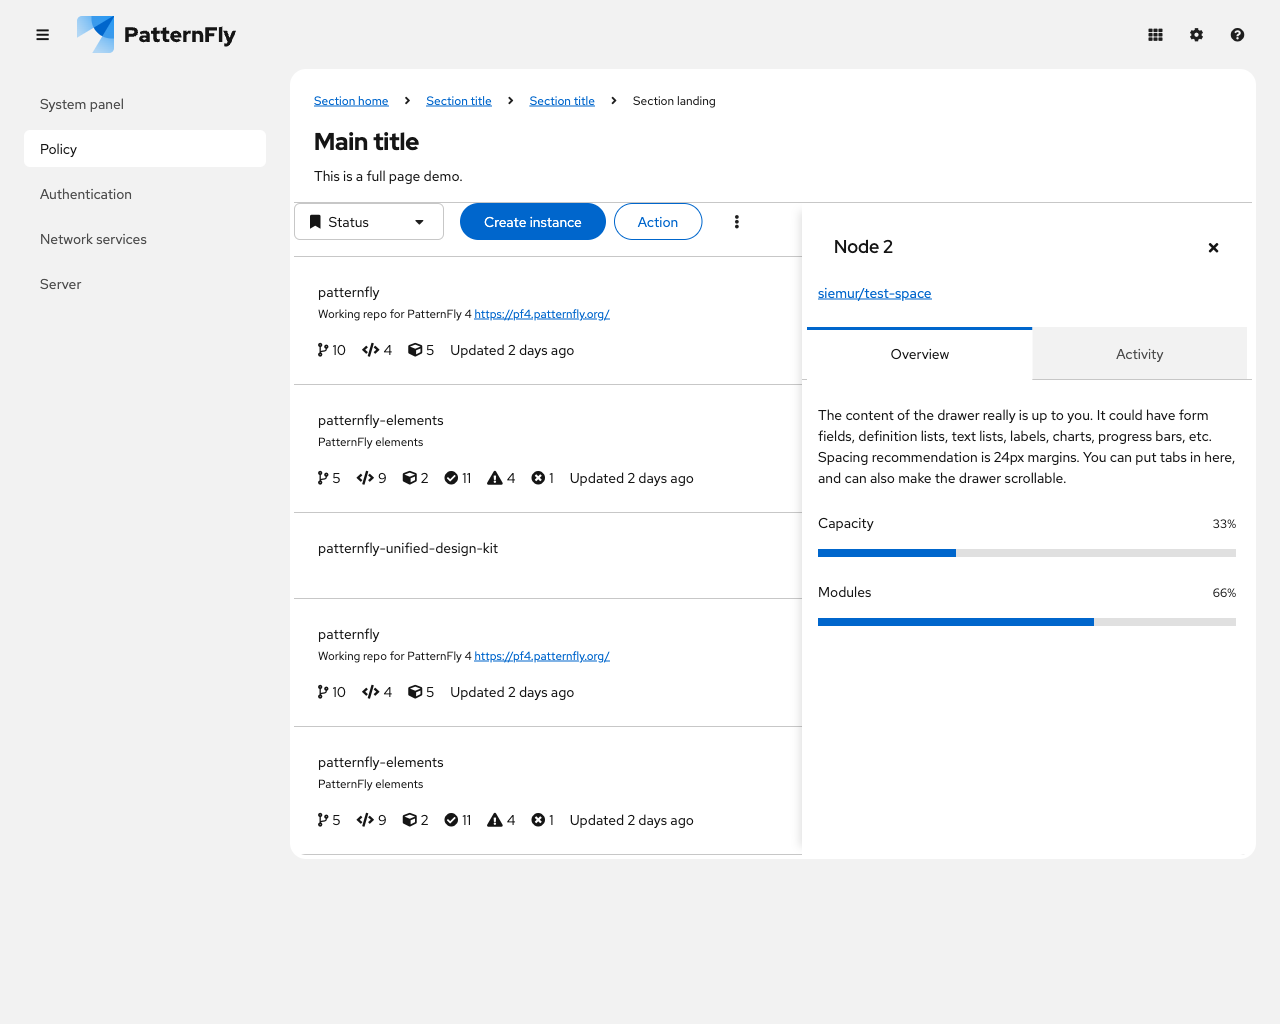 PatternFly
System panel
Policy
Authentication
Network services
Server
Section home Section title Section title Section landing
Main title
This is a full page demo.
Status Create instance Action
patternfly
Working repo for PatternFly 4 https://pf4.patternfly.org/
10 4 5 Updated 2 days ago
patternfly-elements
PatternFly elements
5 9 2 11 4 1 Updated 2 days ago
patternfly-unified-design-kit
patternfly
Working repo for PatternFly 4 https://pf4.patternfly.org/
10 4 5 Updated 2 days ago
patternfly-elements
PatternFly elements
5 9 2 11 4 1 Updated 2 days ago
Node 2
siemur/test-space
Overview Activity
The content of the drawer really is up to you. It could have form
fields, definition lists, text lists, labels, charts, progress bars, etc.
Spacing recommendation is 24px margins. You can put tabs in here,
and can also make the drawer scrollable.
Capacity 33%
Modules 66%